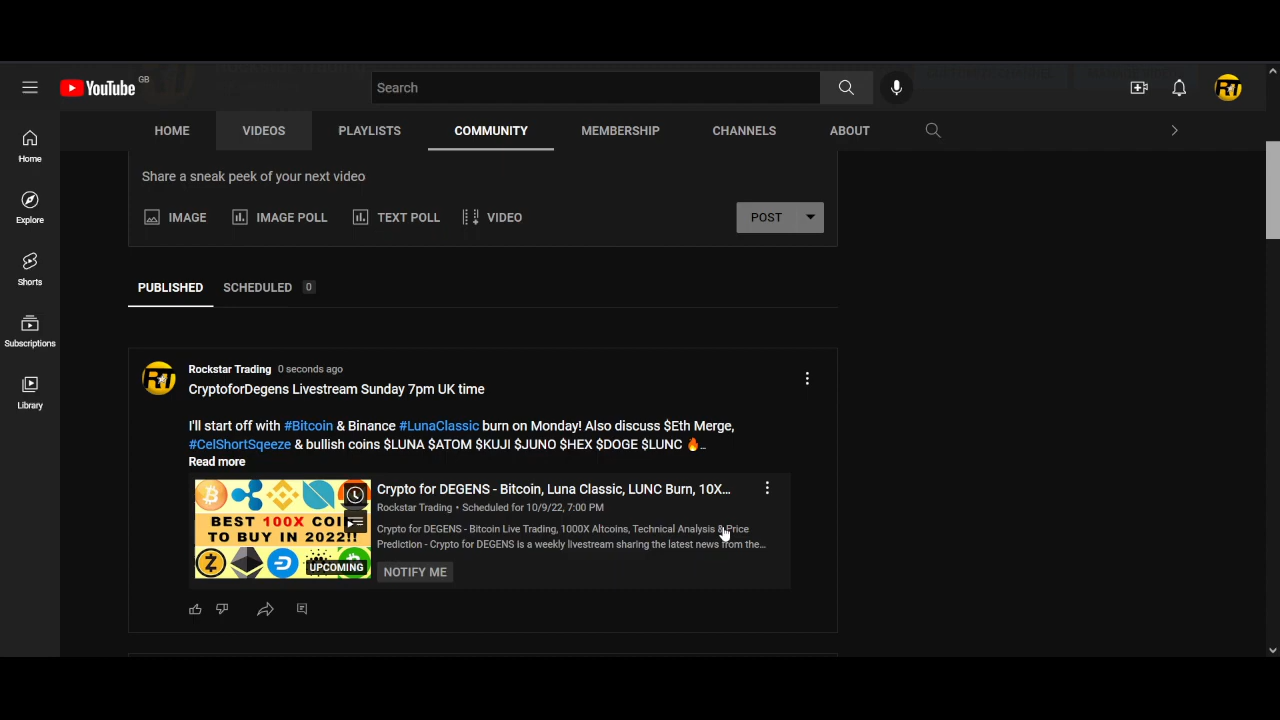 YouTube GB
Search
HOME VIDEOS PLAYLISTS COMMUNITY MEMBERSHIP CHANNELS ABOUT
Home
Explore
Shorts
Subscriptions
Library
Share a sneak peek of your next video
IMAGE IMAGE POLL TEXT POLL VIDEO POST
PUBLISHED SCHEDULED 0
RT Rockstar Trading 0 seconds ago
CryptoforDegens Livestream Sunday 7pm UK time
I'll start off with #Bitcoin & Binance #LunaClassic burn on Monday! Also discuss $Eth Merge,
#CelShortSqeeze & bullish coins $LUNA $ATOM $KUJI $JUNO $HEX $DOGE $LUNC 🔥...
Read more
BEST 100X COI
TO BUY IN 2022!!
UPCOMING
Crypto for DEGENS - Bitcoin, Luna Classic, LUNC Burn, 10X...
Rockstar Trading • Scheduled for 10/9/22, 7:00 PM
Crypto for DEGENS - Bitcoin Live Trading, 1000X Altcoins, Technical Analysis & Price
Prediction - Crypto for DEGENS is a weekly livestream sharing the latest news from the...
NOTIFY ME